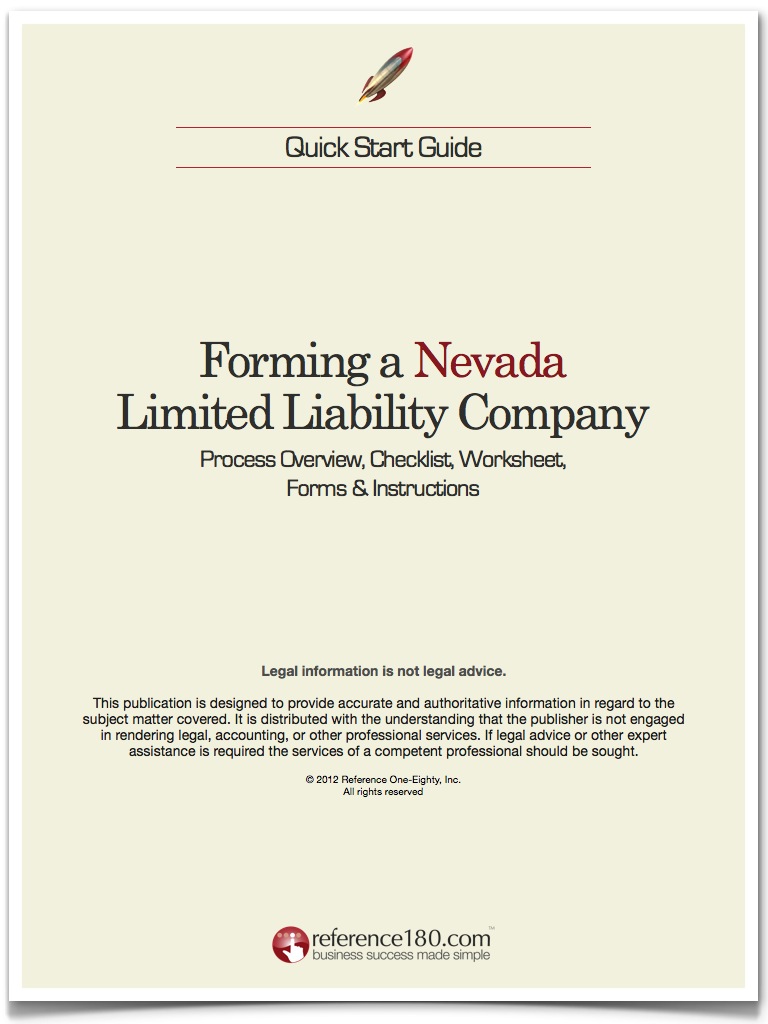 Quick Start Guide
Forming a Nevada
Limited Liability Company
Process Overview, Checklist, Worksheet,
Forms & Instructions
Legal information is not legal advice.
This publication is designed to provide accurate and authoritative information in regard to the
subject matter covered. It is distributed with the understanding that the publisher is not engaged
in rendering legal, accounting, or other professional services. If legal advice or other expert
assistance is required the services of a competent professional should be sought.
© 2012 Reference One-Eighty, Inc.
All rights reserved
reference180.com™
business success made simple